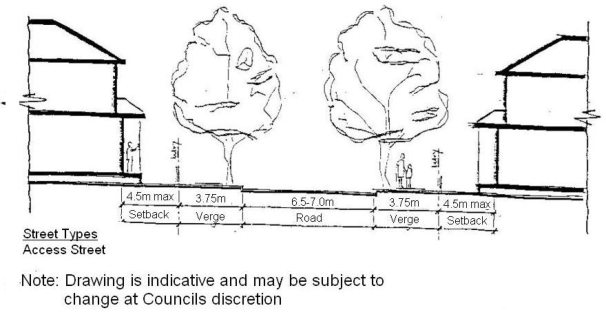 4.5m max 3.75m 6.5-7.0m 3.75m 4.5m max
Setback Verge Road Verge Setback
Street Types
Access Street
Note: Drawing is indicative and may be subject to
change at Councils discretion